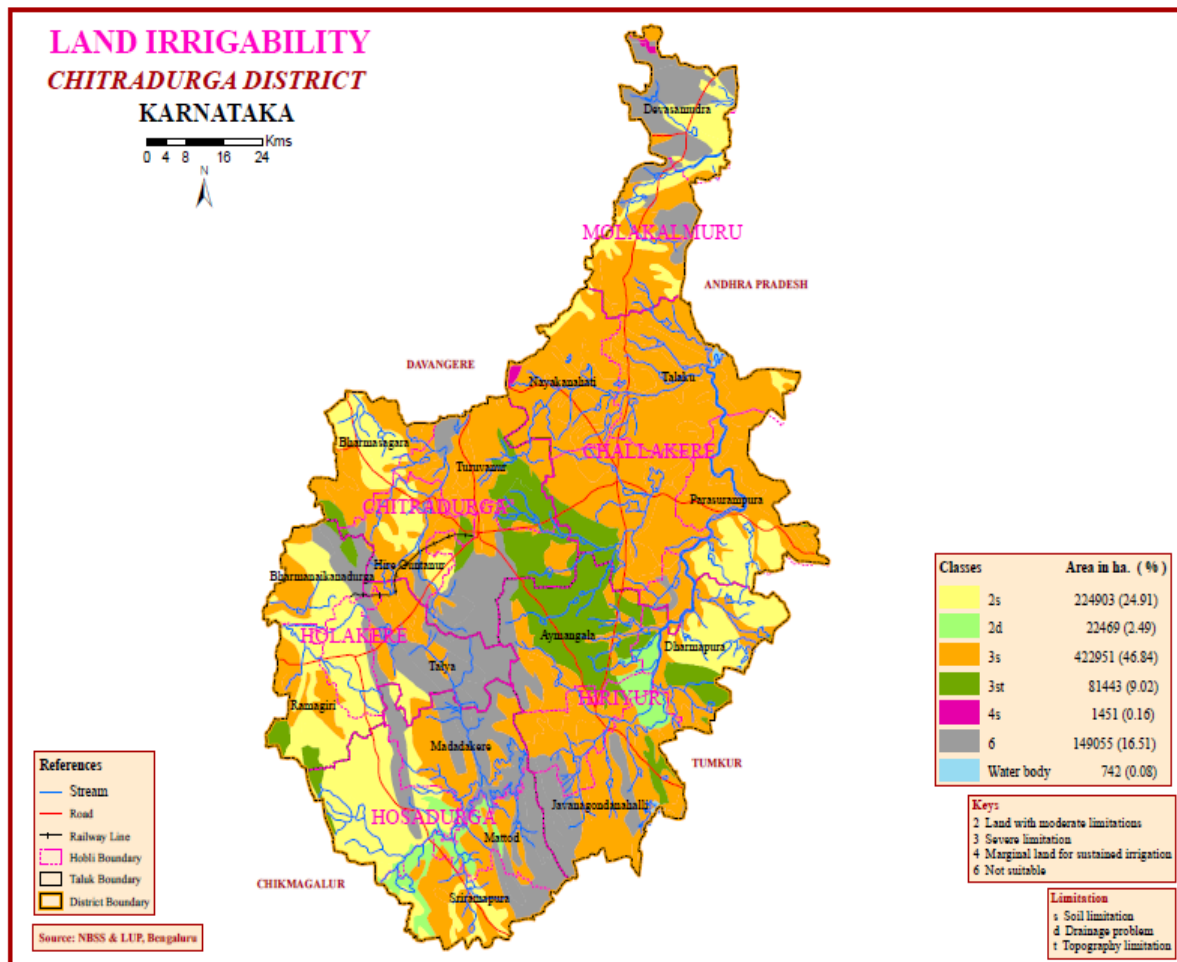 LAND IRRIGABILITY
CHITRADURGA DISTRICT
KARNATAKA
Kms
0 4 8 16 24
N
Devasamudra
MOLAKALMURU
ANDHRA PRADESH
DAVANGERE
Nayakanahati
Talaku
Bharmasagara
CHALLAKERE
Turuvanur
Parasurampura
CHITRADURGA
Hire Guntanur
Bharmanaikanadurga
HOLAKERE
Aymangala
Dharmapura
Talya
HIRIYUR
Ramagiri
Madadakere
TUMKUR
Javanagondanahalli
HOSADURGA
Mattod
CHIKMAGALUR
Srirampura
References
Stream
Road
Railway Line
Hobli Boundary
Taluk Boundary
District Boundary
Source: NBSS & LUP, Bengaluru
Classes Area in ha. ( % )
2s 224903 (24.91)
2d 22469 (2.49)
3s 422951 (46.84)
3st 81443 (9.02)
4s 1451 (0.16)
6 149055 (16.51)
Water body 742 (0.08)
Keys
2 Land with moderate limitations
3 Severe limitation
4 Marginal land for sustained irrigation
6 Not suitable
Limitation
s Soil limitation
d Drainage problem
t Topography limitation